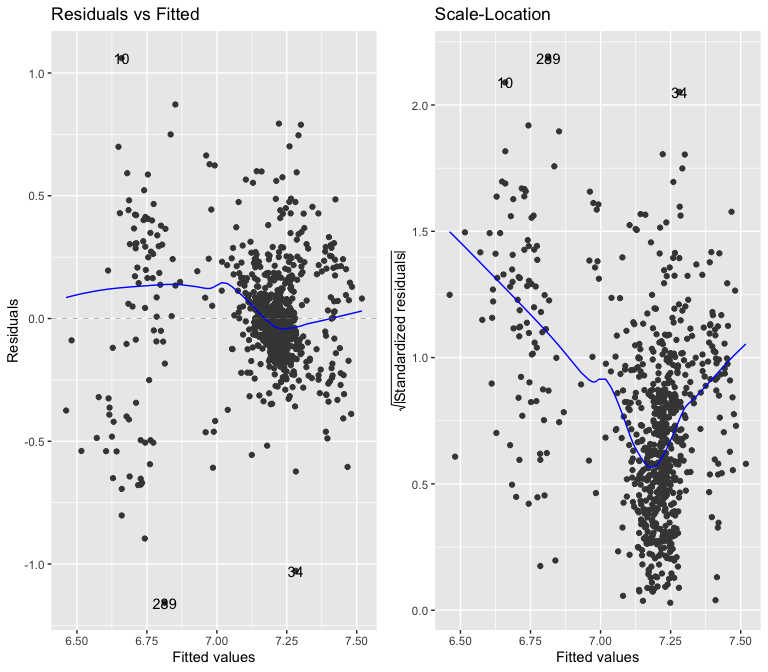 Residuals vs Fitted
Residuals
1.0
0.5
0.0
-0.5
-1.0
10
34
289
6.50 6.75 7.00 7.25 7.50
Fitted values
Scale-Location
√|Standardized residuals|
2.0
1.5
1.0
0.5
0.0
289
10
34
6.50 6.75 7.00 7.25 7.50
Fitted values